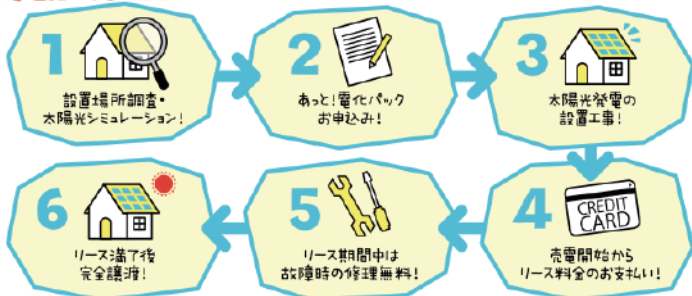 1
設置場所調査・
太陽光シミュレーション!
2
あっと!電化パック
お申込み!
3
太陽光発電の
設置工事!
4
CREDIT
CARD
売電開始から
リース料金のお支払い!
5
リース期間中は
故障時の修理無料!
6
リース満了後
完全譲渡!